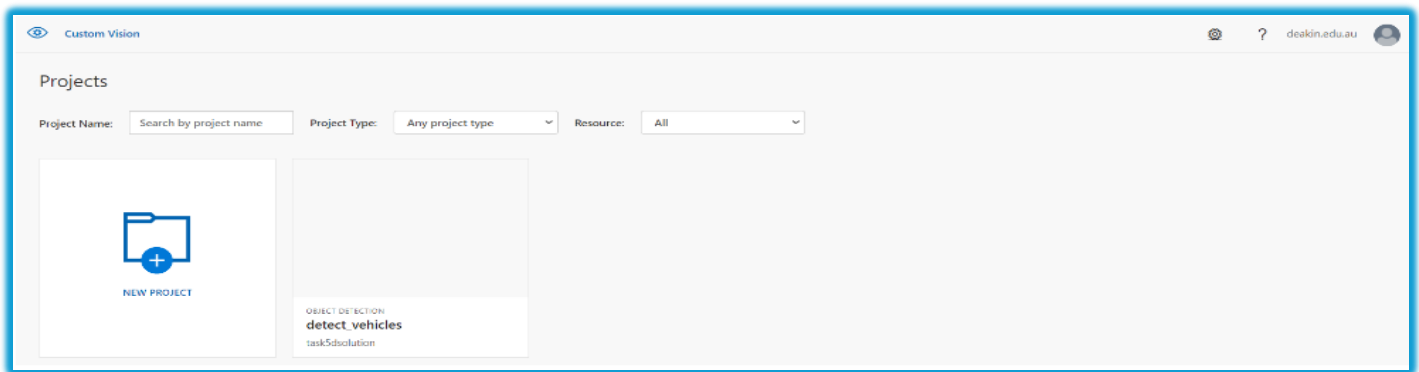 Custom Vision
? deakin.edu.au
Projects
Project Name: Search by project name Project Type: Any project type Resource: All
NEW PROJECT
OBJECT DETECTION
detect_vehicles
task5dsolution